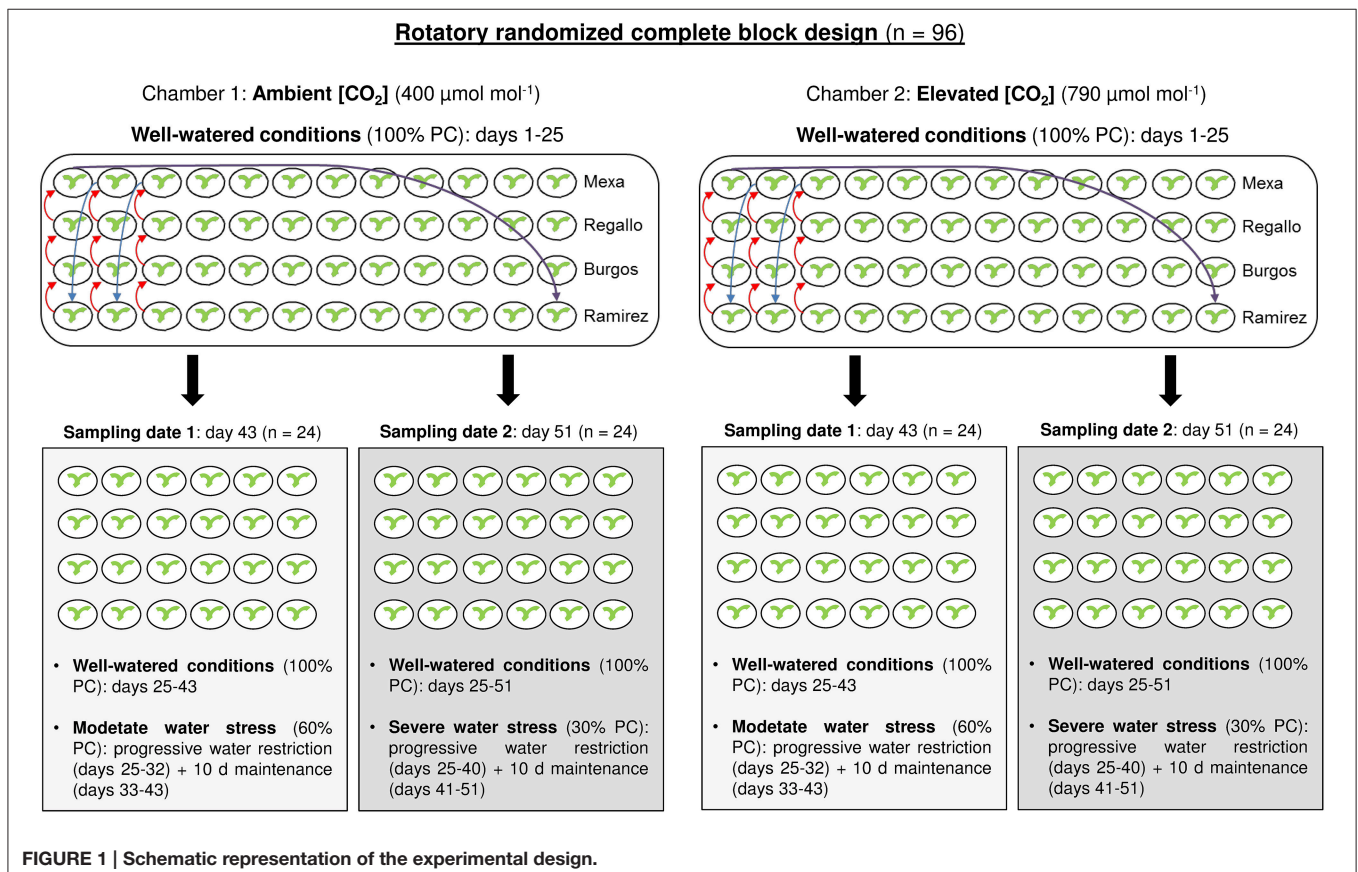 Rotatory randomized complete block design (n = 96)
Chamber 1: Ambient [CO₂] (400 µmol mol⁻¹)
Well-watered conditions (100% PC): days 1-25
Mexa
Regallo
Burgos
Ramirez
Sampling date 1: day 43 (n = 24)
• Well-watered conditions (100%
PC): days 25-43
• Modetate water stress (60%
PC): progressive water restriction
(days 25-32) + 10 d maintenance
(days 33-43)
Sampling date 2: day 51 (n = 24)
• Well-watered conditions (100%
PC): days 25-51
• Severe water stress (30% PC):
progressive water restriction
(days 25-40) + 10 d maintenance
(days 41-51)
Chamber 2: Elevated [CO₂] (790 µmol mol⁻¹)
Well-watered conditions (100% PC): days 1-25
Mexa
Regallo
Burgos
Ramirez
Sampling date 1: day 43 (n = 24)
• Well-watered conditions (100%
PC): days 25-43
• Modetate water stress (60%
PC): progressive water restriction
(days 25-32) + 10 d maintenance
(days 33-43)
Sampling date 2: day 51 (n = 24)
• Well-watered conditions (100%
PC): days 25-51
• Severe water stress (30% PC):
progressive water restriction
(days 25-40) + 10 d maintenance
(days 41-51)
FIGURE 1 | Schematic representation of the experimental design.